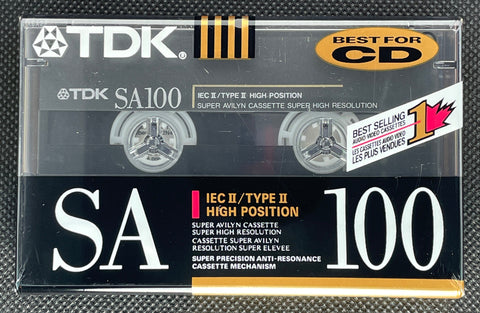 TDK®
BEST FOR
CD
TDK SA100
IEC II/TYPE II HIGH POSITION
SUPER AVILYN CASSETTE SUPER HIGH RESOLUTION
BEST SELLING
AUDIO VIDEO CASSETTES
LES CASSETTES AUDIO VIDEO
LES PLUS VENDUES
1
SA
IEC II/TYPE II
HIGH POSITION
SUPER AVILYN CASSETTE
SUPER HIGH RESOLUTION
CASSETTE SUPER AVILYN
RESOLUTION SUPER ELEVEE
SUPER PRECISION ANTI-RESONANCE
CASSETTE MECHANISM
100